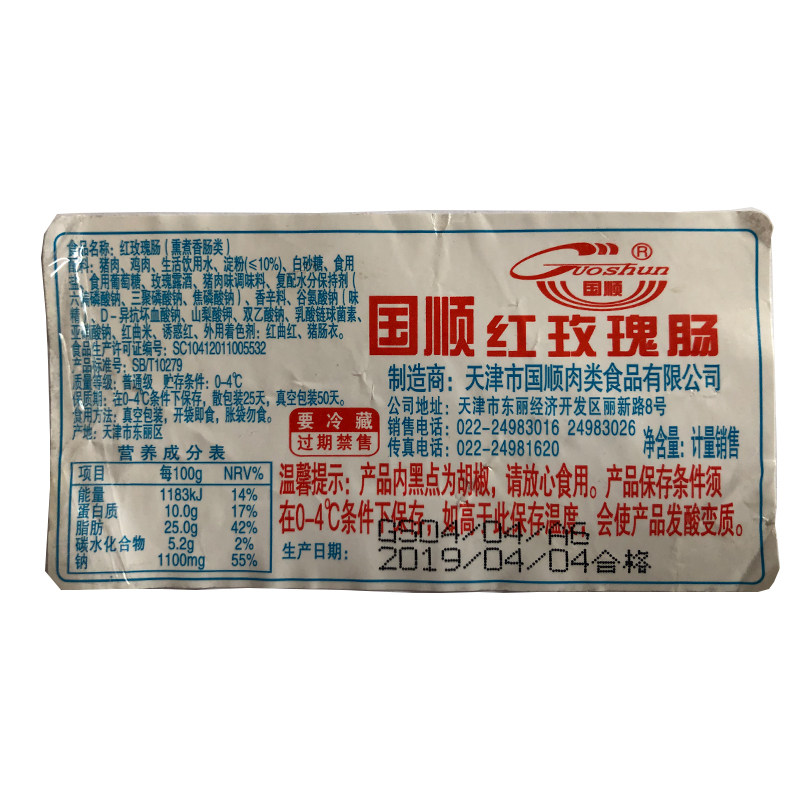 食品名称：红玫瑰肠（熏煮香肠类）
料：猪肉、鸡肉、生活饮用水、淀粉(≤10%)、白砂糖、食用
食用葡萄糖、玫瑰露酒、猪肉味调味料、复配水分保持剂（
磷酸钠、三聚磷酸钠、焦磷酸钠）、香辛料、谷氨酸钠（味
D-异抗坏血酸钠、山梨酸钾、双乙酸钠、乳酸链球菌素、
酸钠、红曲米、诱惑红、外用着色剂：红曲红、猪肠衣。
食品生产许可证编号：SC10412011005532
产品标准号：SB/T10279
质量等级：普通级 贮存条件：0-4℃
保质期：在0-4℃条件下保存，散包装25天，真空包装50天。
食用方法：真空包装，开袋即食，胀袋勿食。
产地：天津市东丽区
营养成分表
项目 每100g NRV%
能量 1183kJ 14%
蛋白质 10.0g 17%
脂肪 25.0g 42%
碳水化合物 5.2g 2%
钠 1100mg 55%
Guoshun ®
国顺
国顺红玫瑰肠
制造商：天津市国顺肉类食品有限公司
公司地址：天津市东丽经济开发区丽新路8号
要冷藏
过期禁售
销售电话：022-24983016 24983026
传真电话：022-24981620
净含量：计量销售
温馨提示：产品内黑点为胡椒，请放心食用。产品保存条件须
在0-4℃条件下保存，如高于此保存温度，会使产品发酸变质。
生产日期：
2019/04/04合格